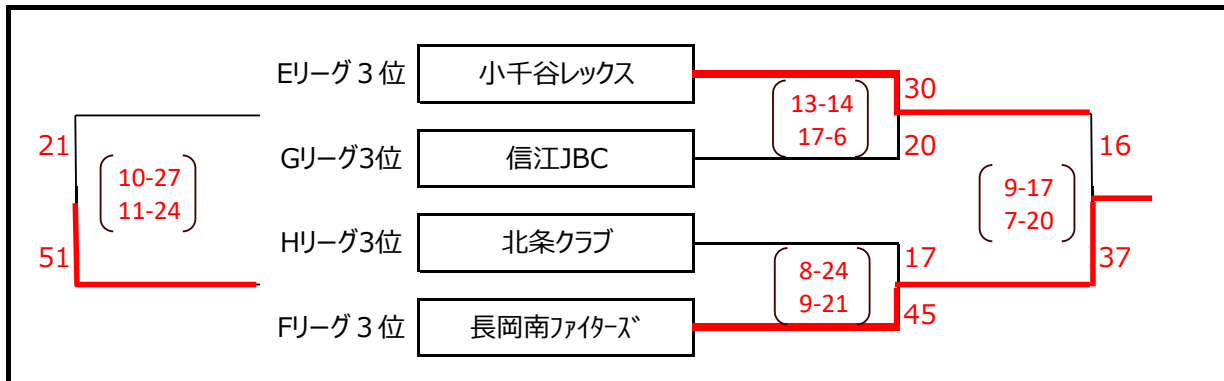 Eリーグ３位
小千谷レックス
13-14
17-6
30
20
Gリーグ3位
信江JBC
21
10-27
11-24
51
16
9-17
7-20
37
Hリーグ3位
北条クラブ
8-24
9-21
17
45
Fリーグ３位
長岡南ファイターズ